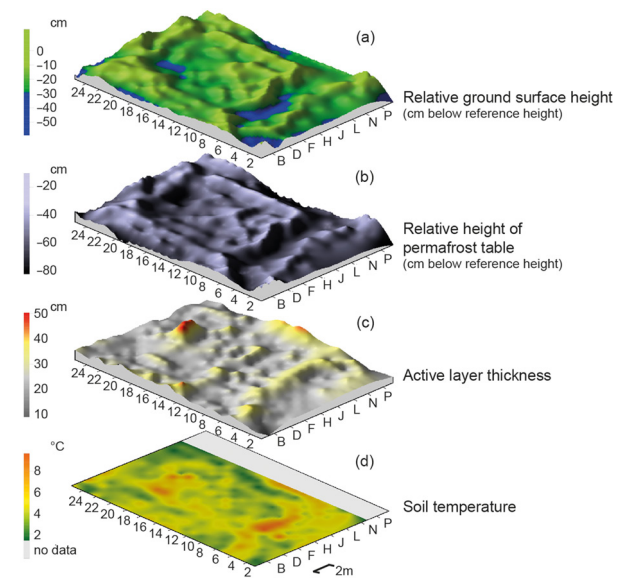 cm
(a)
0
−10
−20
−30
−40
−50
24 22 20 18 16 14 12 10 8 6 4 2
B D F H J L N P
Relative ground surface height
(cm below reference height)
cm
(b)
−20
−40
−60
−80
24 22 20 18 16 14 12 10 8 6 4 2
B D F H J L N P
Relative height of
permafrost table
(cm below reference height)
cm
(c)
50
40
30
20
10
24 22 20 18 16 14 12 10 8 6 4 2
B D F H J L N P
Active layer thickness
°C
(d)
8
6
4
2
no data
24 22 20 18 16 14 12 10 8 6 4 2
B D F H J L N P
Soil temperature
2m